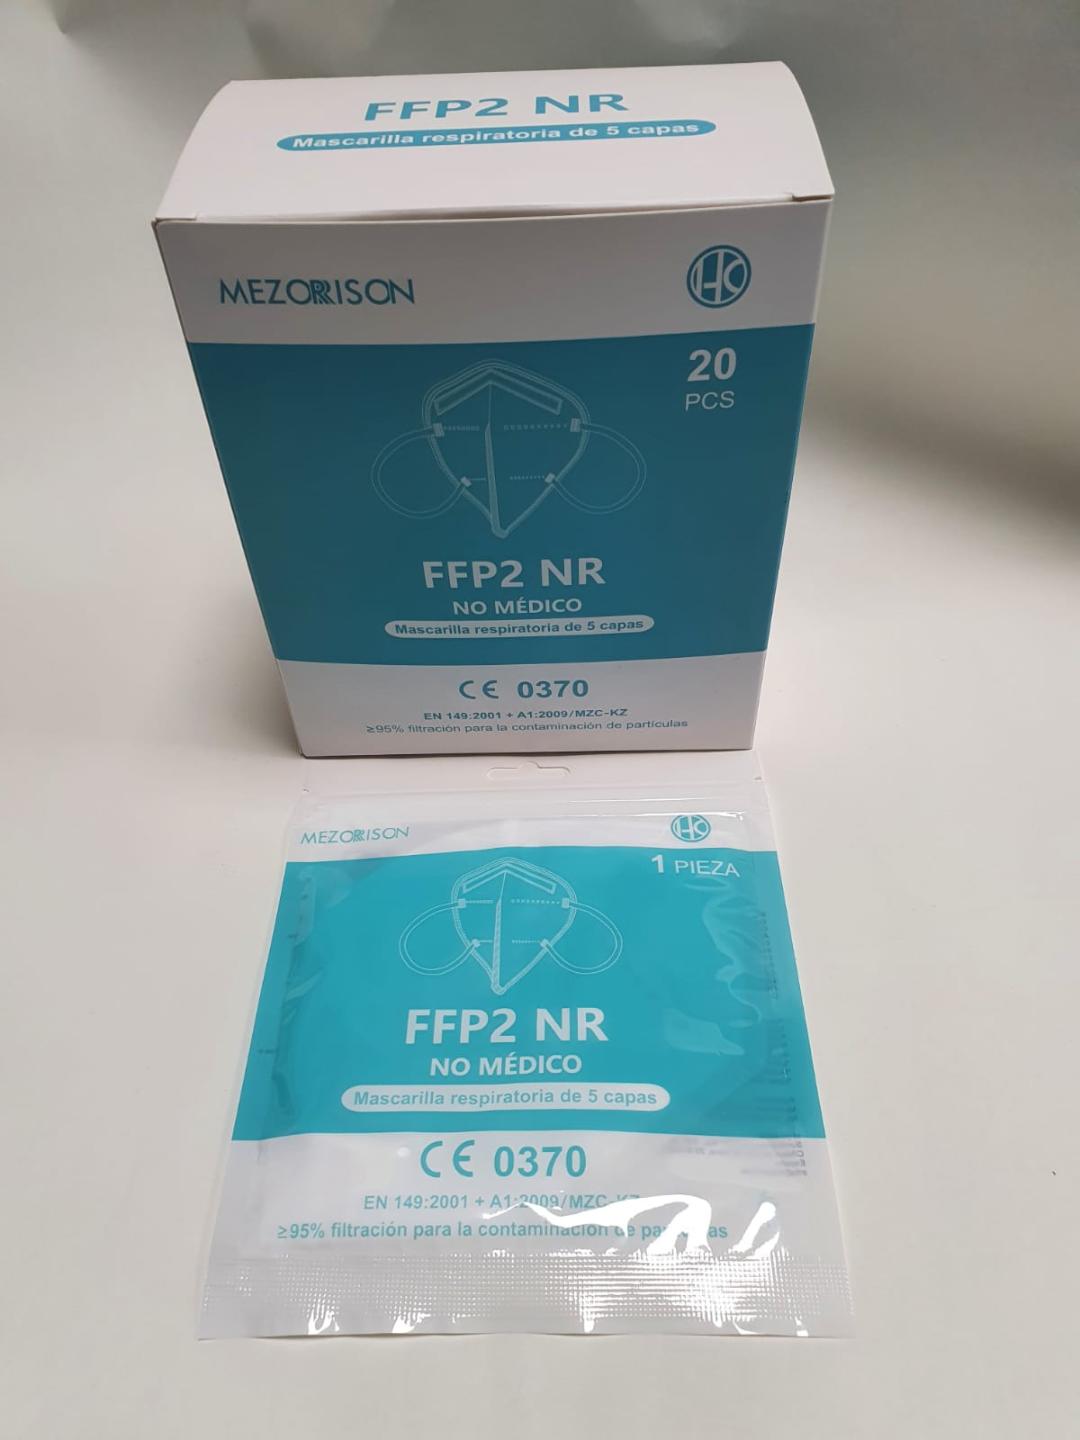 FFP2 NR
Mascarilla respiratoria de 5 capas
MEZORRISON
HC
20
PCS
FFP2 NR
NO MÉDICO
Mascarilla respiratoria de 5 capas
CE 0370
EN 149:2001 + A1:2009/MZC-KZ
≥95% filtración para la contaminación de partículas
MEZORRISON
HC
1 PIEZA
FFP2 NR
NO MÉDICO
Mascarilla respiratoria de 5 capas
CE 0370
EN 149:2001 + A1:2009/MZC-KZ
≥95% filtración para la contaminación de partículas